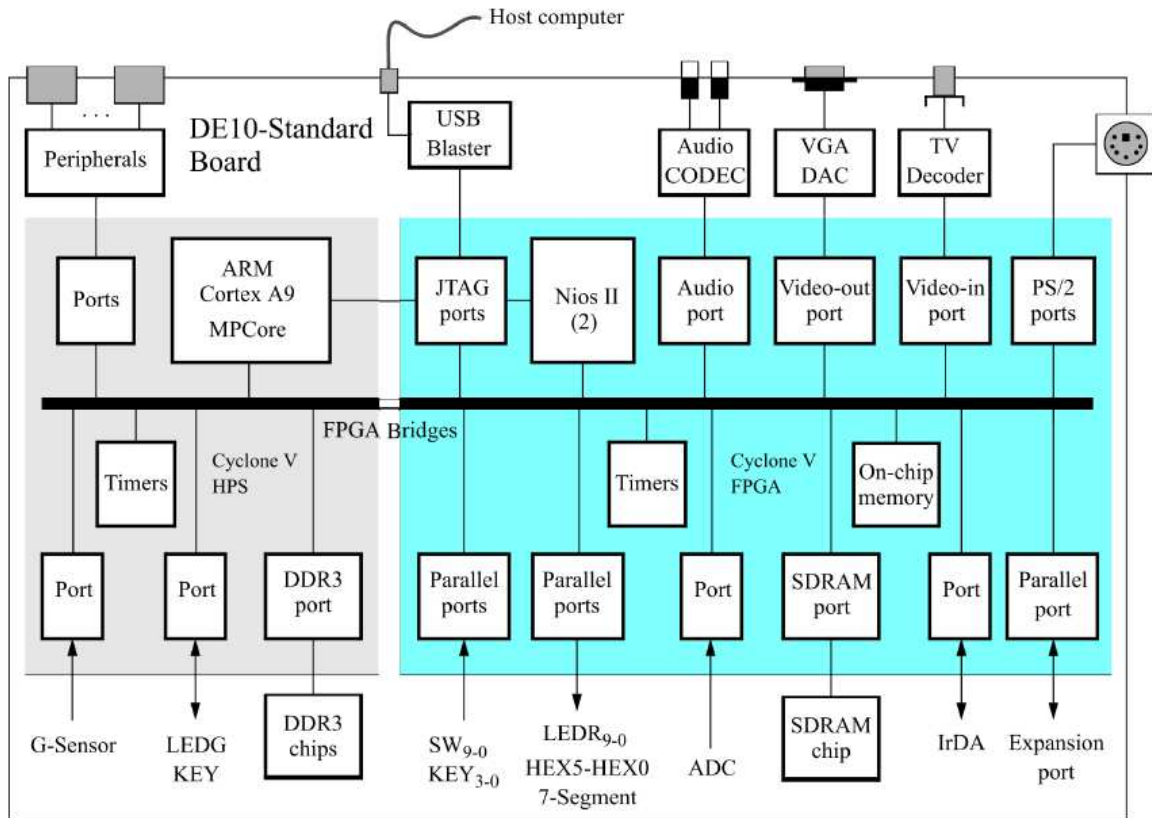 Host computer
DE10-Standard
Board
Peripherals
. . .
USB
Blaster
Audio
CODEC
VGA
DAC
TV
Decoder
Ports
ARM
Cortex A9
MPCore
JTAG
ports
Nios II
(2)
Audio
port
Video-out
port
Video-in
port
PS/2
ports
FPGA Bridges
Timers
Cyclone V
HPS
Timers
Cyclone V
FPGA
On-chip
memory
Port
Port
DDR3
port
Parallel
ports
Parallel
ports
Port
SDRAM
port
Port
Parallel
port
G-Sensor
LEDG
KEY
DDR3
chips
SW9-0
KEY3-0
LEDR9-0
HEX5-HEX0
7-Segment
ADC
SDRAM
chip
IrDA
Expansion
port